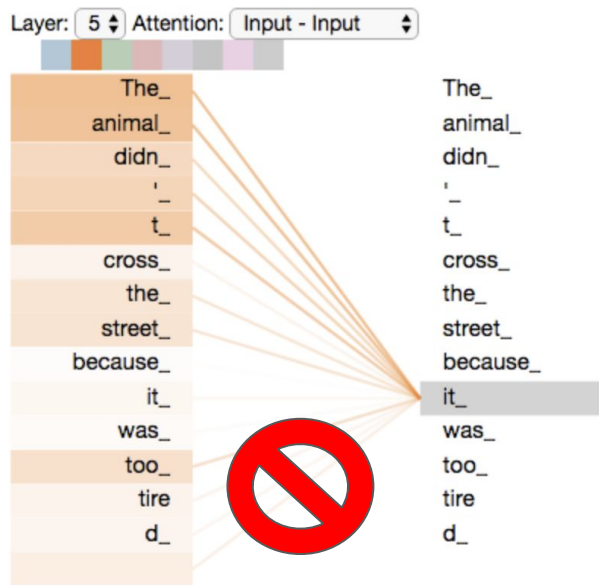 Layer: 5 Attention: Input - Input
The_ The_
animal_ animal_
didn_ didn_
'_ '_
t_ t_
cross_ cross_
the_ the_
street_ street_
because_ because_
it_ it_
was_ was_
too_ too_
tire tire
d_ d_